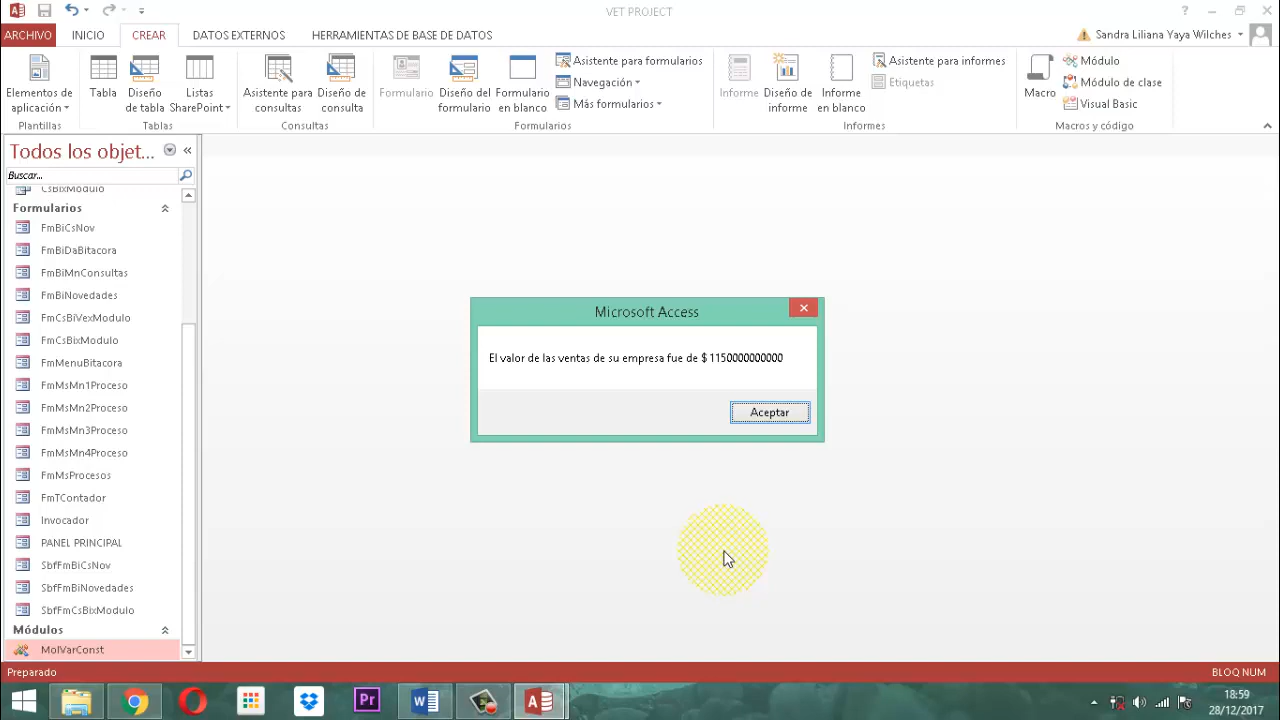 VET PROJECT
ARCHIVO INICIO CREAR DATOS EXTERNOS HERRAMIENTAS DE BASE DE DATOS
Sandra Liliana Yaya Wilches
Elementos de aplicación
Plantillas
Tabla
Diseño de tabla
Listas SharePoint
Tablas
Asistente para consultas
Diseño de consulta
Consultas
Formulario
Diseño del formulario
Formulario en blanco
Asistente para formularios
Navegación
Más formularios
Formularios
Informe
Diseño de informe
Informe en blanco
Asistente para informes
Etiquetas
Informes
Macro
Módulo
Módulo de clase
Visual Basic
Macros y código
Todos los objet...
Buscar...
CsBixModulo
Formularios
FmBiCsNov
FmBiDaBitacora
FmBiMnConsultas
FmBiNovedades
FmCsBiVexModulo
FmCsBixModulo
FmMenuBitacora
FmMsMn1Proceso
FmMsMn2Proceso
FmMsMn3Proceso
FmMsMn4Proceso
FmMsProcesos
FmTContador
Invocador
PANEL PRINCIPAL
SbfFmBiCsNov
SbfFmBiNovedades
SbfFmCsBixModulo
Módulos
MolVarConst
Microsoft Access
El valor de las ventas de su empresa fue de $ 1150000000000
Aceptar
Preparado
BLOQ NUM
Pr
18:59
28/12/2017